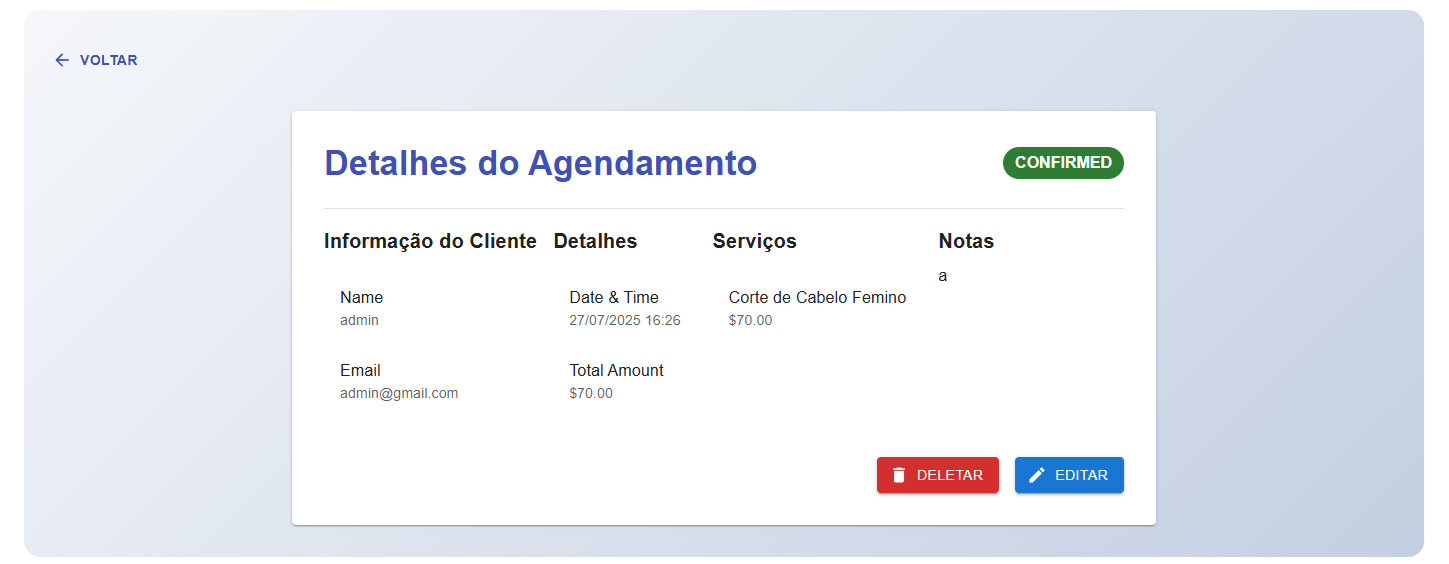 VOLTAR
Detalhes do Agendamento
CONFIRMED
Informação do Cliente
Name
admin
Email
admin@gmail.com
Detalhes
Date & Time
27/07/2025 16:26
Total Amount
$70.00
Serviços
Corte de Cabelo Femino
$70.00
Notas
a
DELETAR
EDITAR